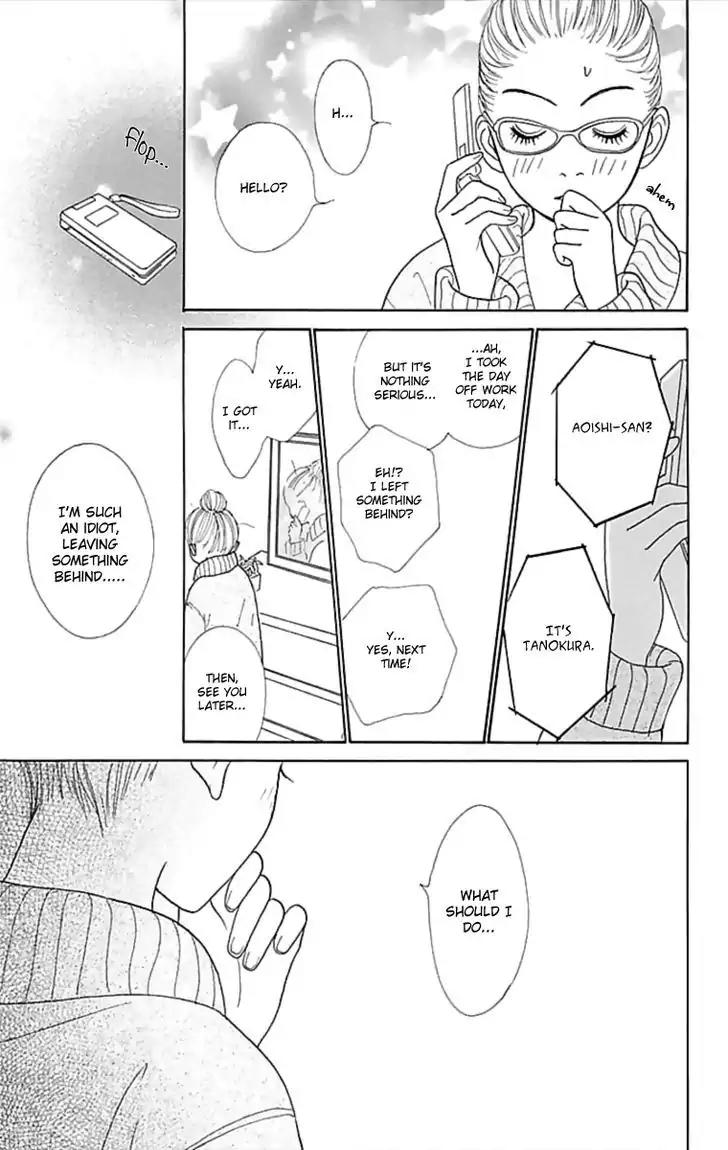 H...
HELLO?
ahem
AOISHI-SAN?
IT'S
TANOKURA.
...AH,
I TOOK
THE DAY
OFF WORK
TODAY,
BUT IT'S
NOTHING
SERIOUS...
EH!?
I LEFT
SOMETHING
BEHIND?
Y...
YES, NEXT
TIME!
Y...
YEAH.
I GOT
IT...
THEN,
SEE YOU
LATER...
flop...
I'M SUCH
AN IDIOT,
LEAVING
SOMETHING
BEHIND.....
WHAT
SHOULD I
DO...